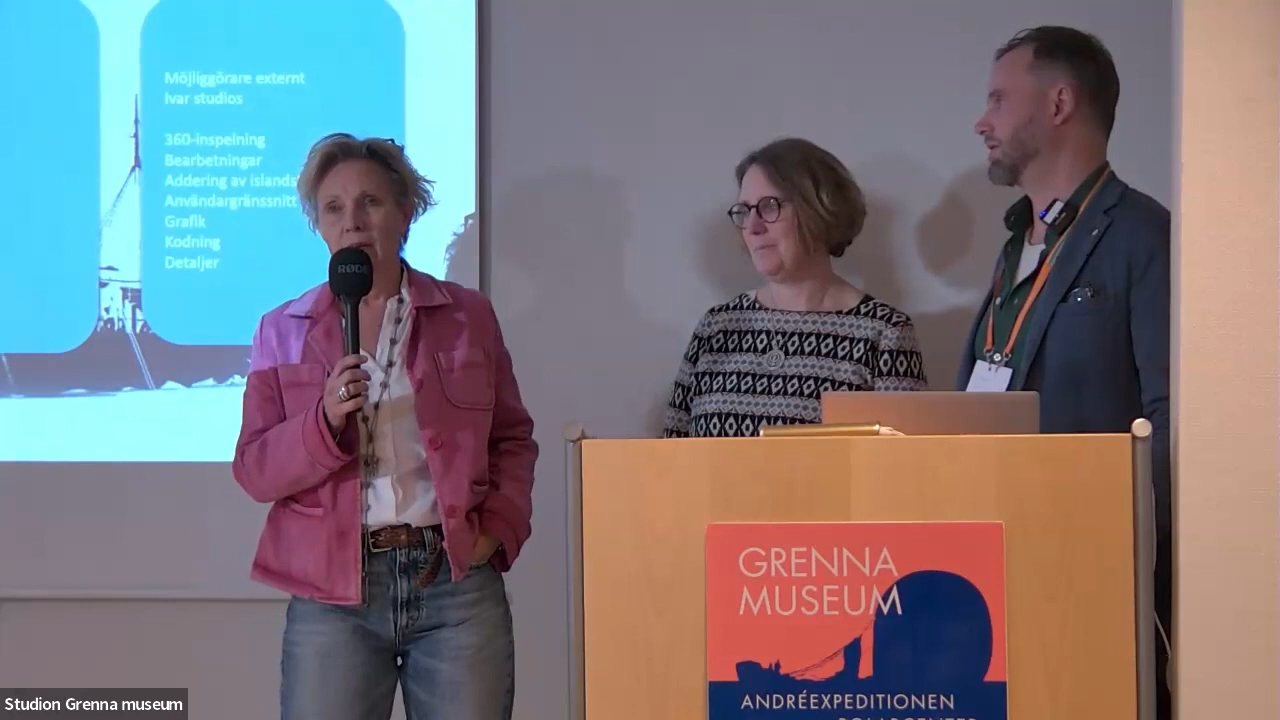 Möjliggörare externt
Ivar studios
360-inspelning
Bearbetningar
Addering av islands
Användargränssnitt
Grafik
Kodning
Detaljer
RØDE
GRENNA
MUSEUM
ANDRÉEXPEDITIONEN
POLARCENTER
Studion Grenna museum